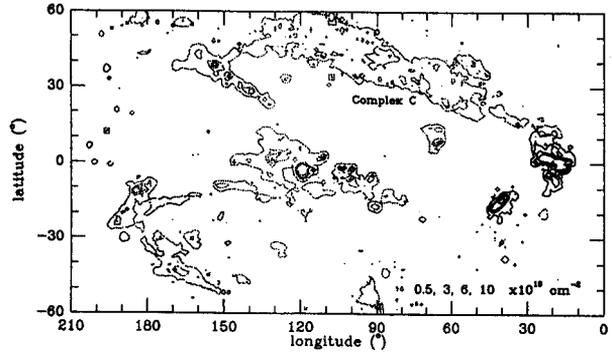 60
30
0
−30
−60
latitude (°)
Complex C
0.5, 3, 6, 10 x10¹⁸ cm⁻²
210 180 150 120 90 60 30 0
longitude (°)